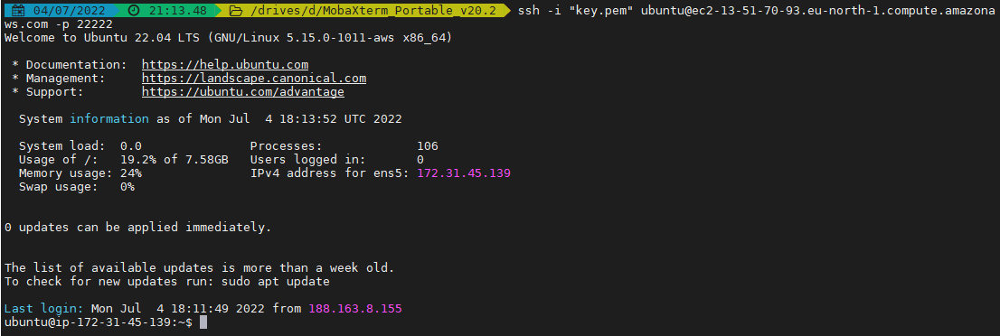 04/07/2022 21:13.48 /drives/d/MobaXterm_Portable_v20.2 ssh -i "key.pem" ubuntu@ec2-13-51-70-93.eu-north-1.compute.amazona
ws.com -p 22222
Welcome to Ubuntu 22.04 LTS (GNU/Linux 5.15.0-1011-aws x86_64)
* Documentation: https://help.ubuntu.com
* Management: https://landscape.canonical.com
* Support: https://ubuntu.com/advantage
System information as of Mon Jul 4 18:13:52 UTC 2022
System load: 0.0 Processes: 106
Usage of /: 19.2% of 7.58GB Users logged in: 0
Memory usage: 24% IPv4 address for ens5: 172.31.45.139
Swap usage: 0%
0 updates can be applied immediately.
The list of available updates is more than a week old.
To check for new updates run: sudo apt update
Last login: Mon Jul 4 18:11:49 2022 from 188.163.8.155
ubuntu@ip-172-31-45-139:~$